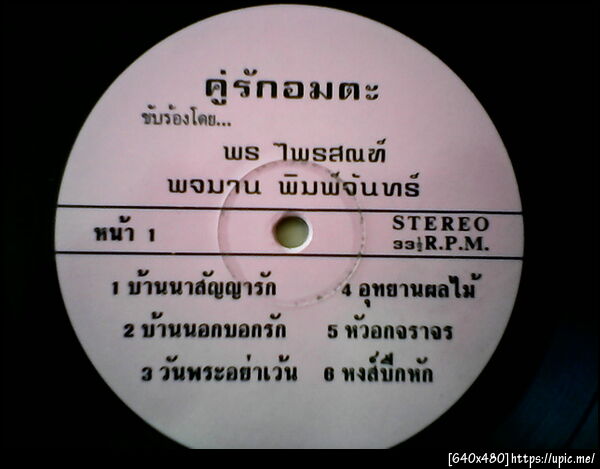 คู่รักอมตะ
ขับร้องโดย...
พร ไพรสณฑ์
พจมาน พิมพ์จันทร์
หน้า 1 STEREO
33⅓ R.P.M.
1 บ้านนาสัญญารัก 4 อุทยานผลไม้
2 บ้านนอกบอกรัก 5 หัวอกจราจร
3 วันพระอย่าเว้น 6 หงส์ปีกหัก
[640x480]https://upic.me/